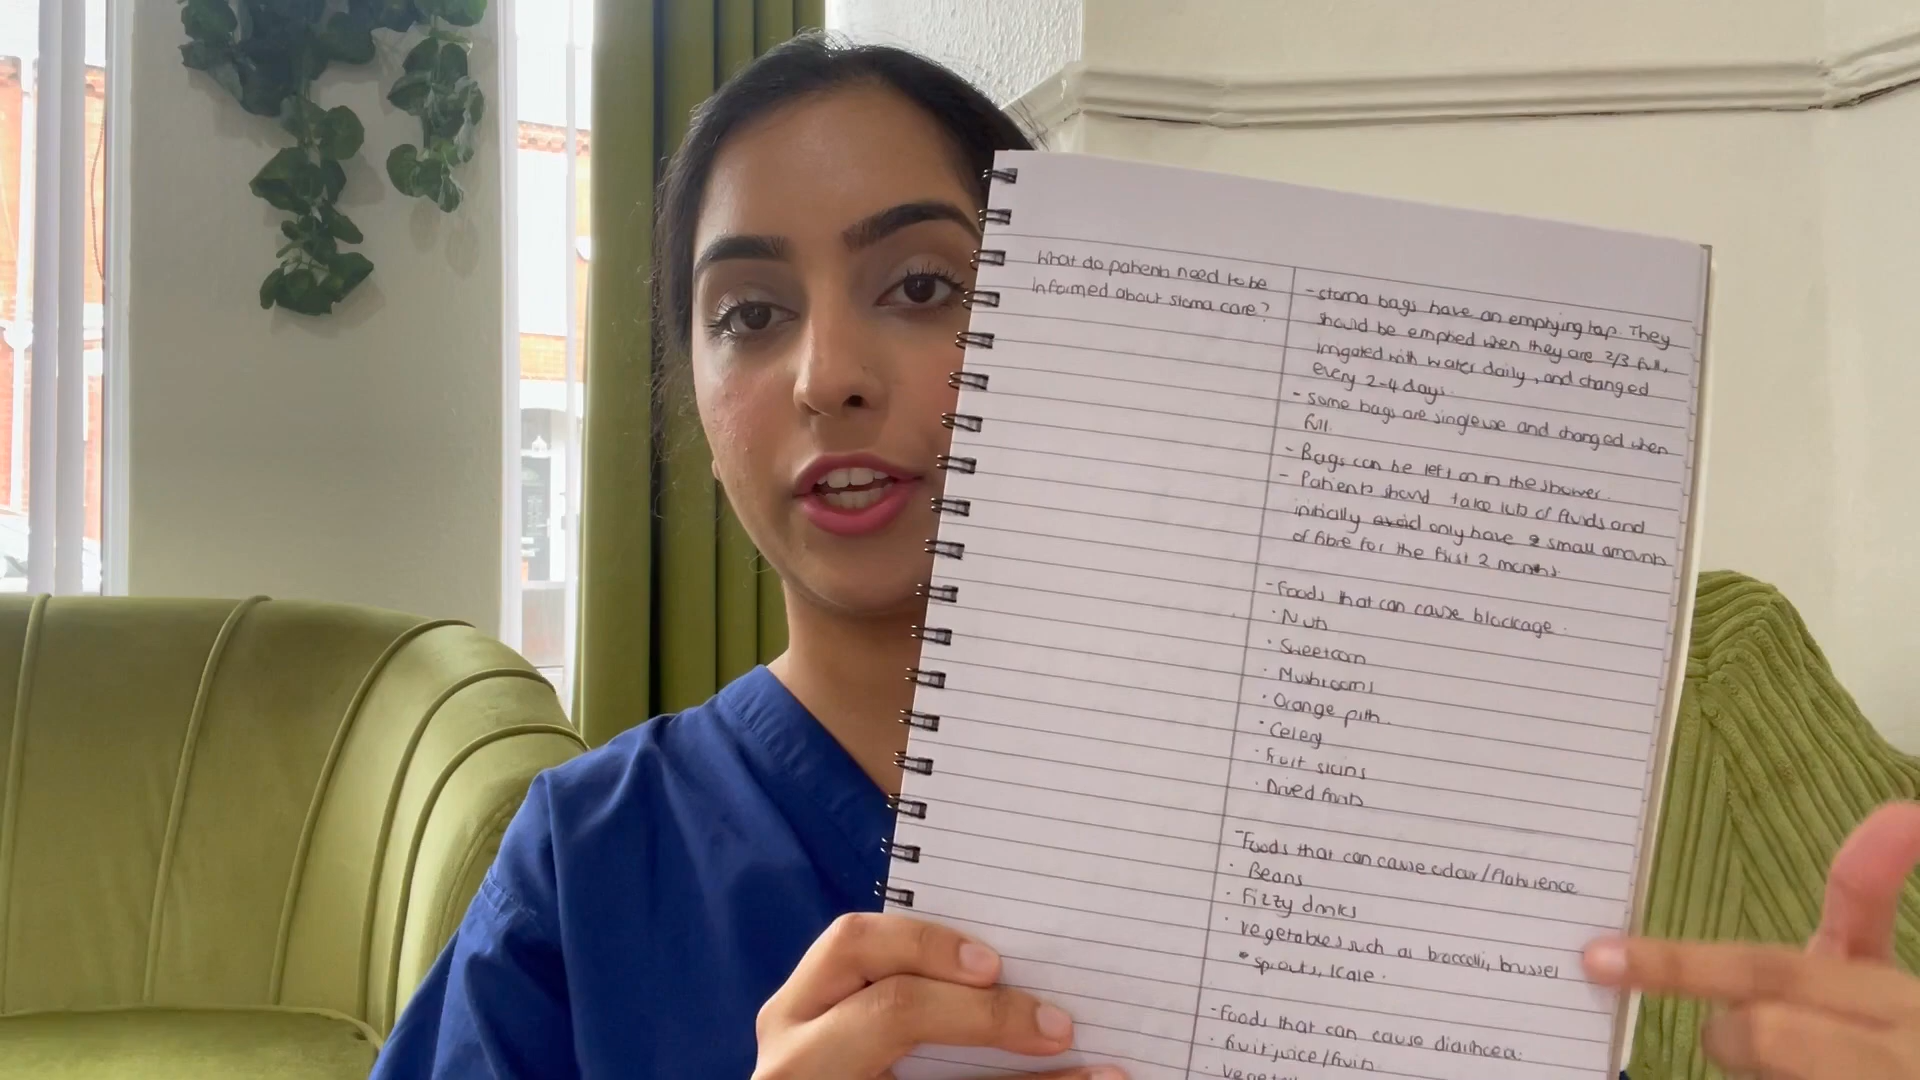 What do patients need to be
informed about stoma care?
- stoma bags have an emptying tap. They
should be emptied when they are 2/3 full,
irrigated with water daily, and changed
every 2-4 days.
- Some bags are single use and changed when
full.
- Bags can be left on in the shower.
- Patients should take lots of fluids and
initially avoid only have small amounts
of fibre for the first 2 months
- Foods that can cause blockage.
· Nuts
· Sweetcorn
· Mushrooms
· Orange pith.
· Celery
· Fruit skins
· Dried fruits
- Foods that can cause odour/flatulence
· Beans
· Fizzy drinks
· vegetables such as broccoli, brussel
sprouts, kale.
- Foods that can cause diarrhoea:
· fruit juice/fruits